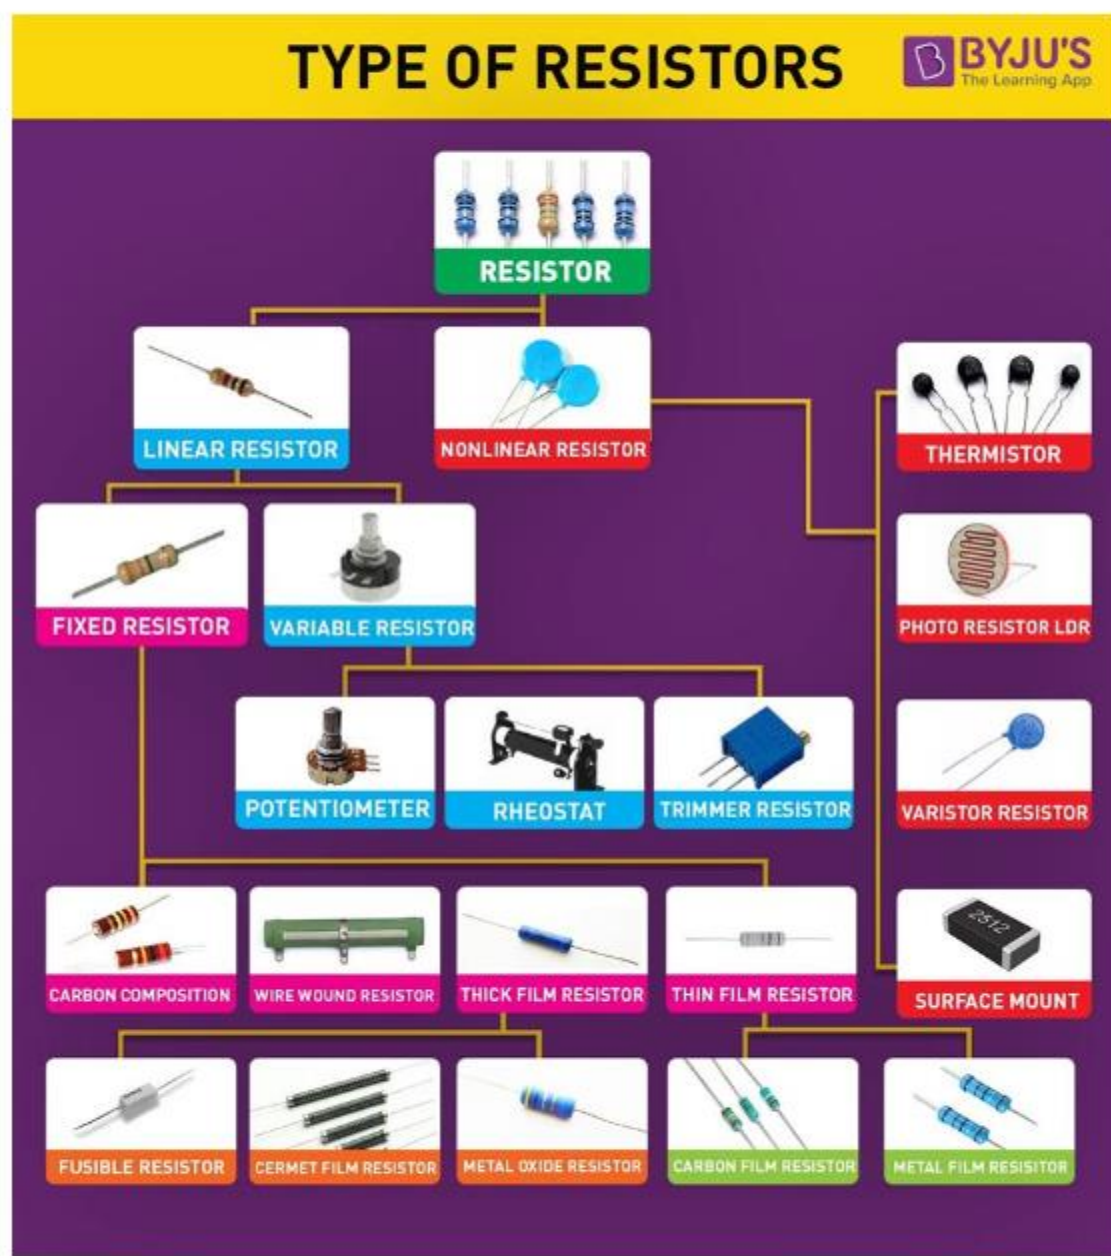 TYPE OF RESISTORS
BYJU'S
The Learning App
RESISTOR
LINEAR RESISTOR
NONLINEAR RESISTOR
THERMISTOR
FIXED RESISTOR
VARIABLE RESISTOR
PHOTO RESISTOR LDR
POTENTIOMETER
RHEOSTAT
TRIMMER RESISTOR
VARISTOR RESISTOR
2512
CARBON COMPOSITION
WIRE WOUND RESISTOR
THICK FILM RESISTOR
THIN FILM RESISTOR
SURFACE MOUNT
FUSIBLE RESISTOR
CERMET FILM RESISTOR
METAL OXIDE RESISTOR
CARBON FILM RESISTOR
METAL FILM RESISITOR